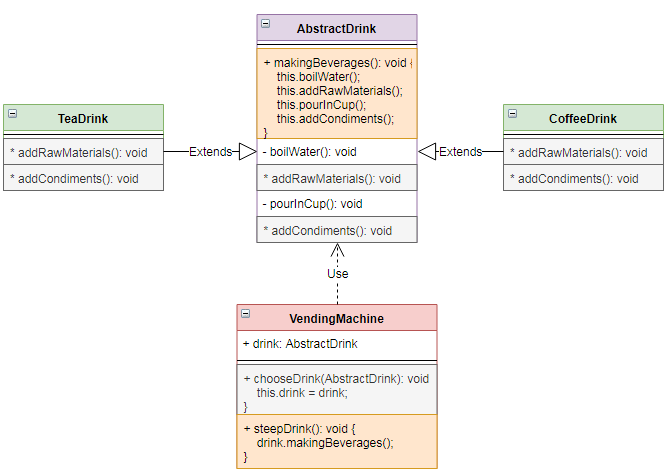 AbstractDrink
+ makingBeverages(): void {
this.boilWater();
this.addRawMaterials();
this.pourInCup();
this.addCondiments();
}
- boilWater(): void
* addRawMaterials(): void
- pourInCup(): void
* addCondiments(): void
TeaDrink
* addRawMaterials(): void
* addCondiments(): void
Extends
Extends
CoffeeDrink
* addRawMaterials(): void
* addCondiments(): void
Use
VendingMachine
+ drink: AbstractDrink
+ chooseDrink(AbstractDrink): void
this.drink = drink;
}
+ steepDrink(): void {
drink.makingBeverages();
}